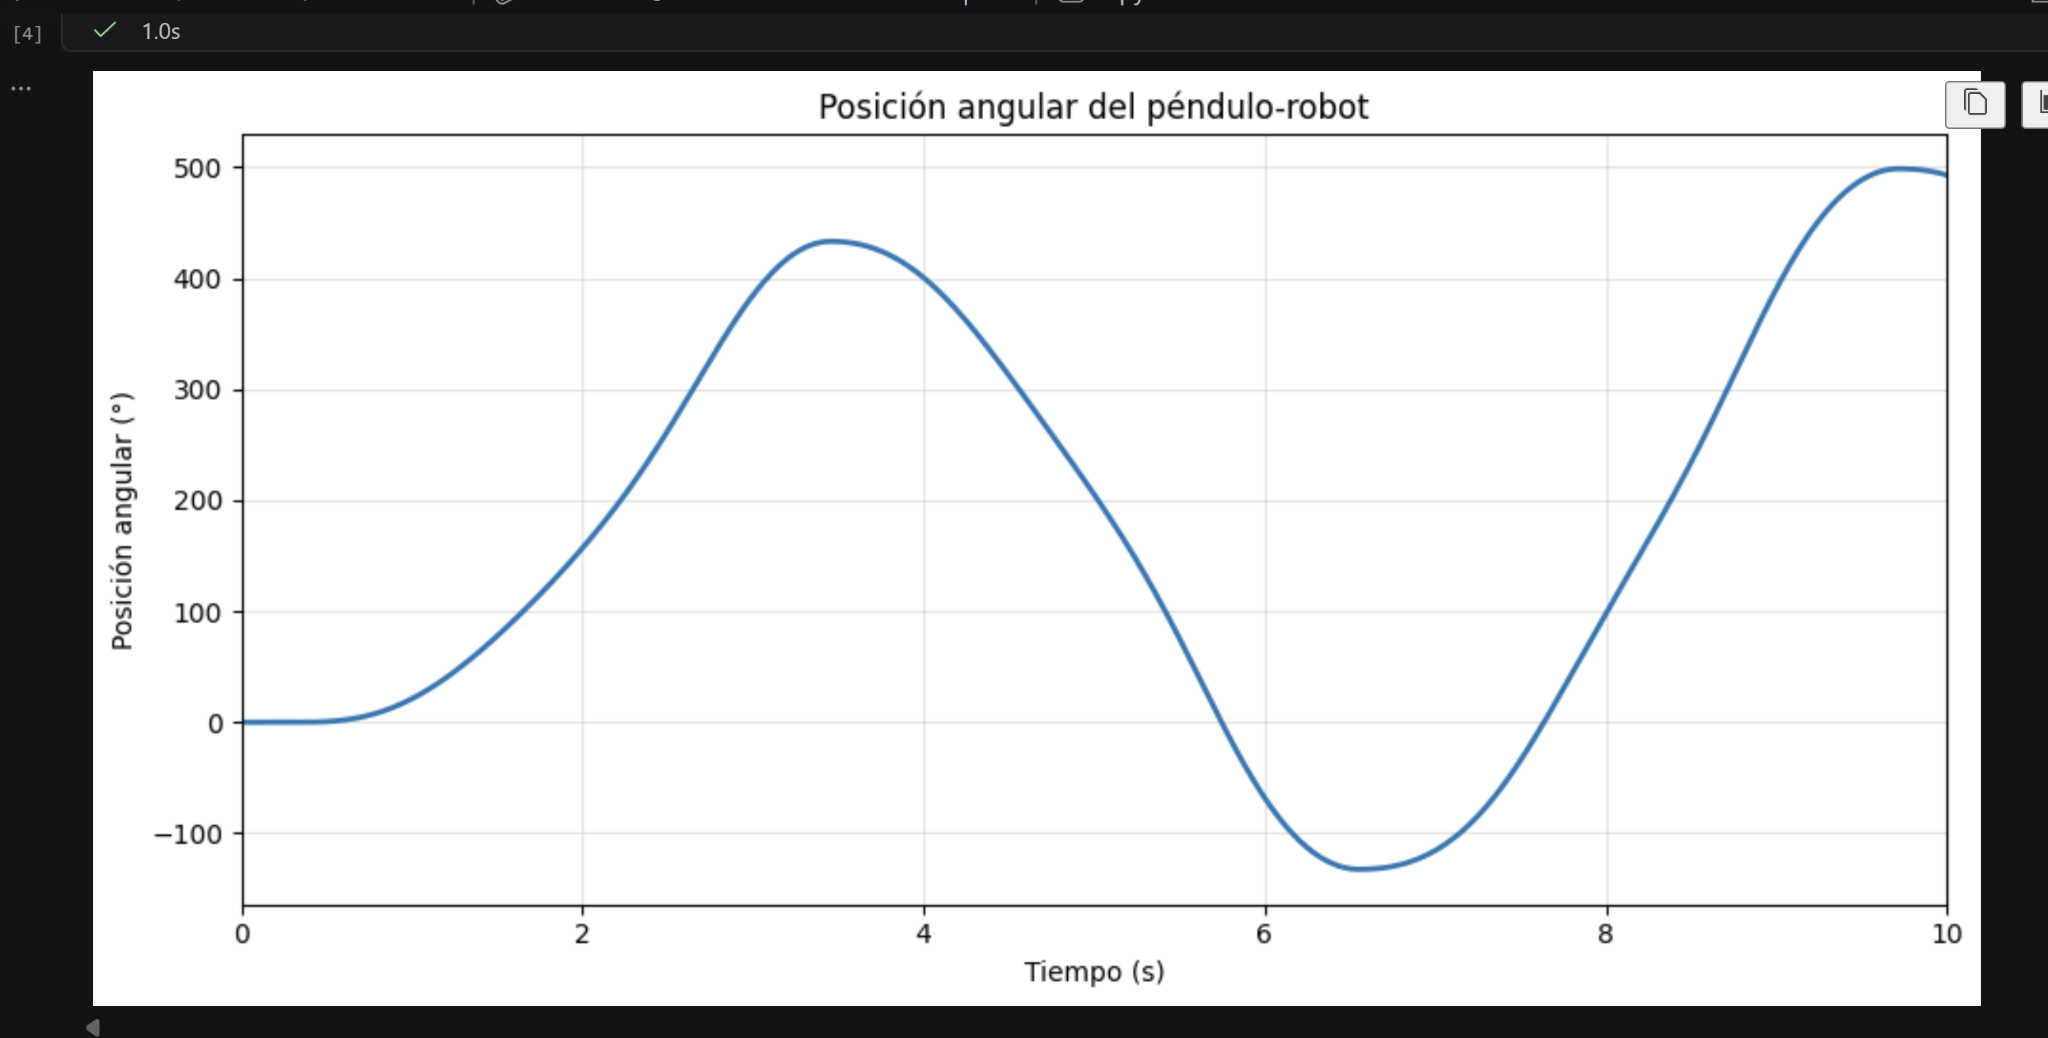 [4]
1.0s
...
Posición angular del péndulo-robot
500
400
300
200
100
0
−100
Posición angular (°)
0 2 4 6 8 10
Tiempo (s)